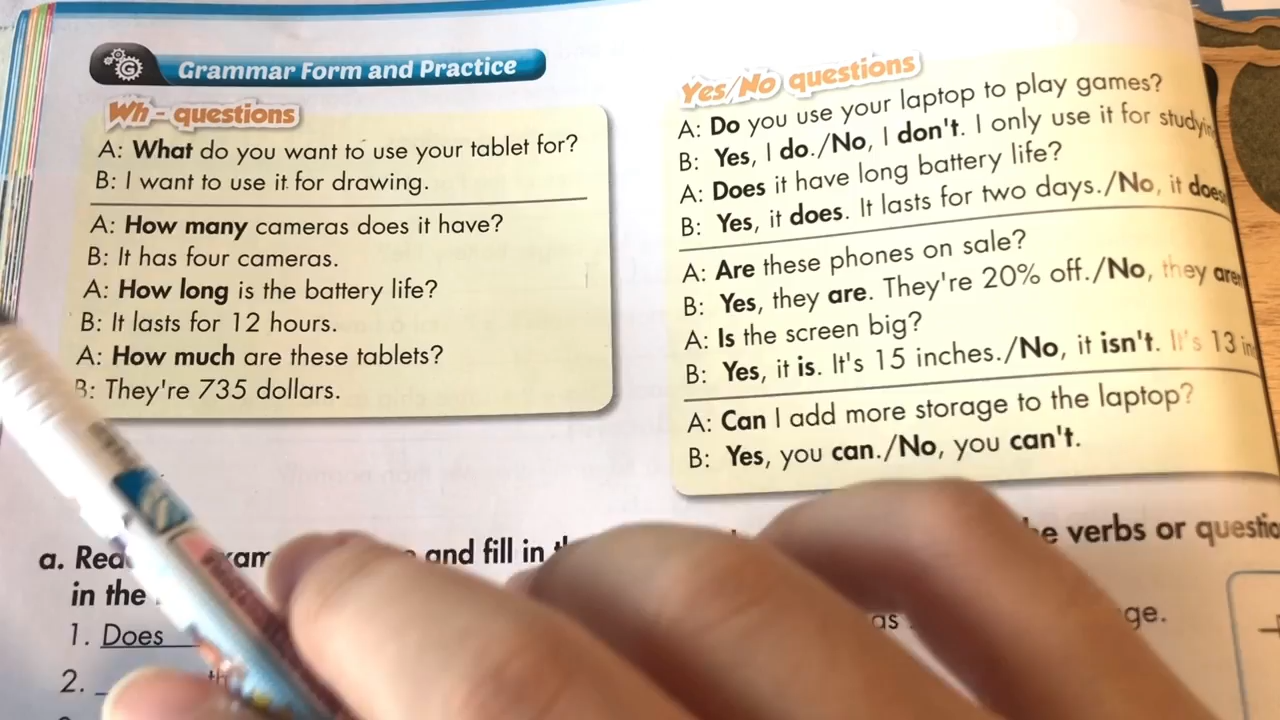 Grammar Form and Practice
Wh - questions
A: What do you want to use your tablet for?
B: I want to use it for drawing.
A: How many cameras does it have?
B: It has four cameras.
A: How long is the battery life?
B: It lasts for 12 hours.
A: How much are these tablets?
B: They're 735 dollars.
Yes/No questions
A: Do you use your laptop to play games?
B: Yes, I do./No, I don't. I only use it for
A: Does it have long battery life?
B: Yes, it does. It lasts for two days./No, it
A: Are these phones on sale?
B: Yes, they are. They're 20% off./No, they
A: Is the screen big?
B: Yes, it is. It's 15 inches./No, it isn't. It's 13
A: Can I add more storage to the laptop?
B: Yes, you can./No, you can't.
a. and fill in verbs or
in the
1. Does
2.